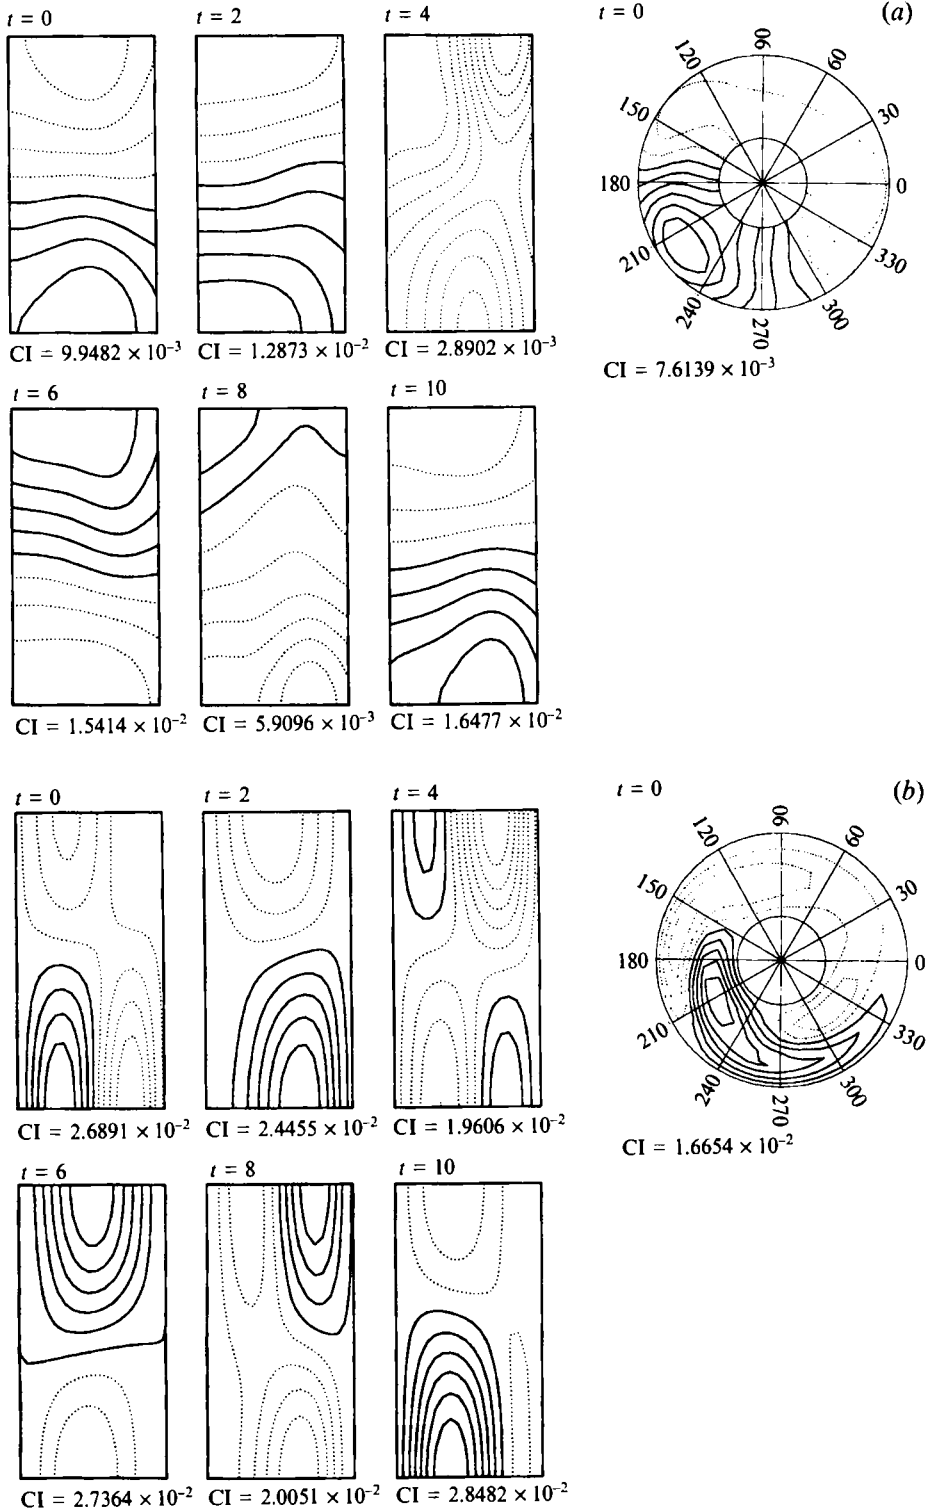 t = 0
t = 2
t = 4
t = 0
(a)
90
120
60
150
30
180
0
210
330
240
300
270
CI = 9.9482 × 10⁻³
CI = 1.2873 × 10⁻²
CI = 2.8902 × 10⁻³
CI = 7.6139 × 10⁻³
t = 6
t = 8
t = 10
CI = 1.5414 × 10⁻²
CI = 5.9096 × 10⁻³
CI = 1.6477 × 10⁻²
t = 0
t = 2
t = 4
t = 0
(b)
90
120
60
150
30
180
0
210
330
240
300
270
CI = 2.6891 × 10⁻²
CI = 2.4455 × 10⁻²
CI = 1.9606 × 10⁻²
CI = 1.6654 × 10⁻²
t = 6
t = 8
t = 10
CI = 2.7364 × 10⁻²
CI = 2.0051 × 10⁻²
CI = 2.8482 × 10⁻²